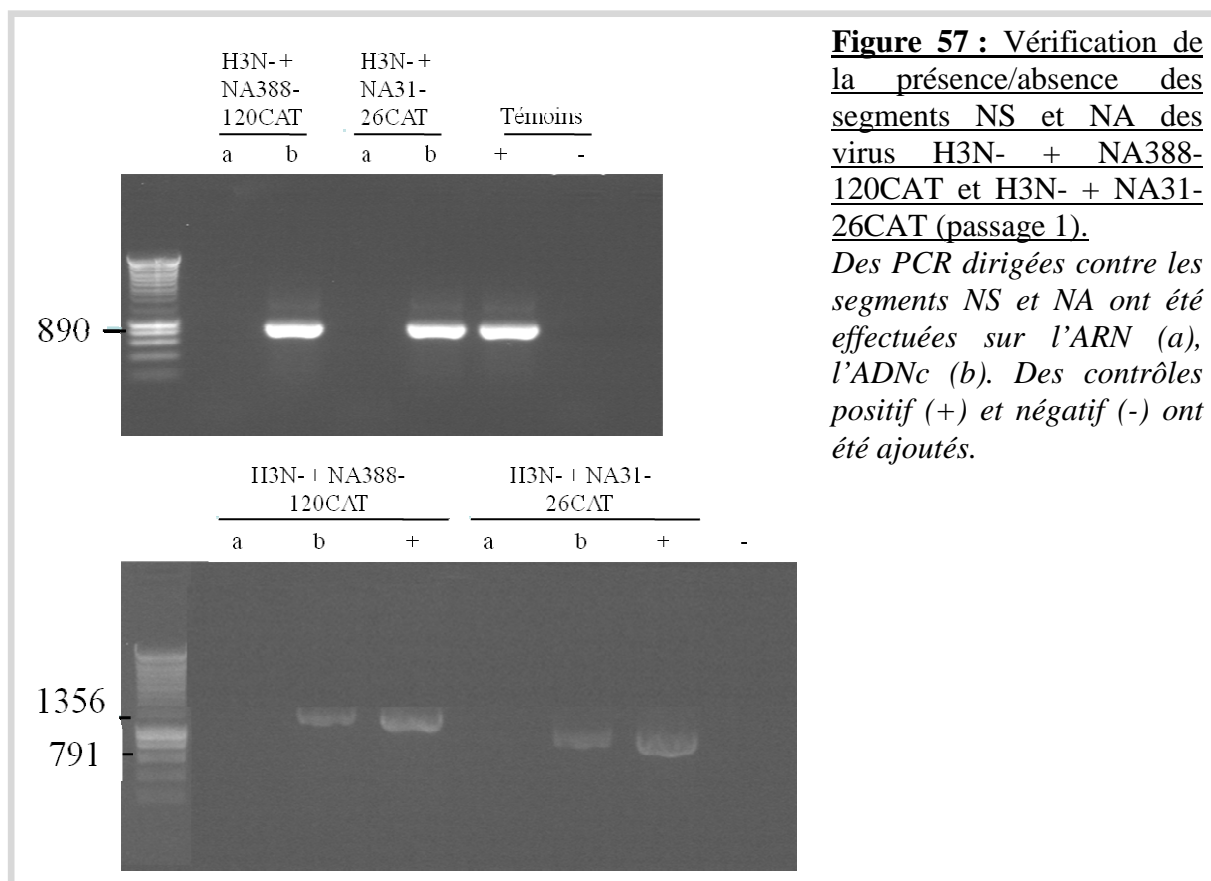 H3N- +
NA388-
120CAT
H3N- +
NA31-
26CAT
Témoins
a b a b + -
890
H3N- + NA388-
120CAT
H3N- + NA31-
26CAT
a b + a b + -
1356
791
Figure 57 : Vérification de
la présence/absence des
segments NS et NA des
virus H3N- + NA388-
120CAT et H3N- + NA31-
26CAT (passage 1).
Des PCR dirigées contre les
segments NS et NA ont été
effectuées sur l'ARN (a),
l'ADNc (b). Des contrôles
positif (+) et négatif (-) ont
été ajoutés.